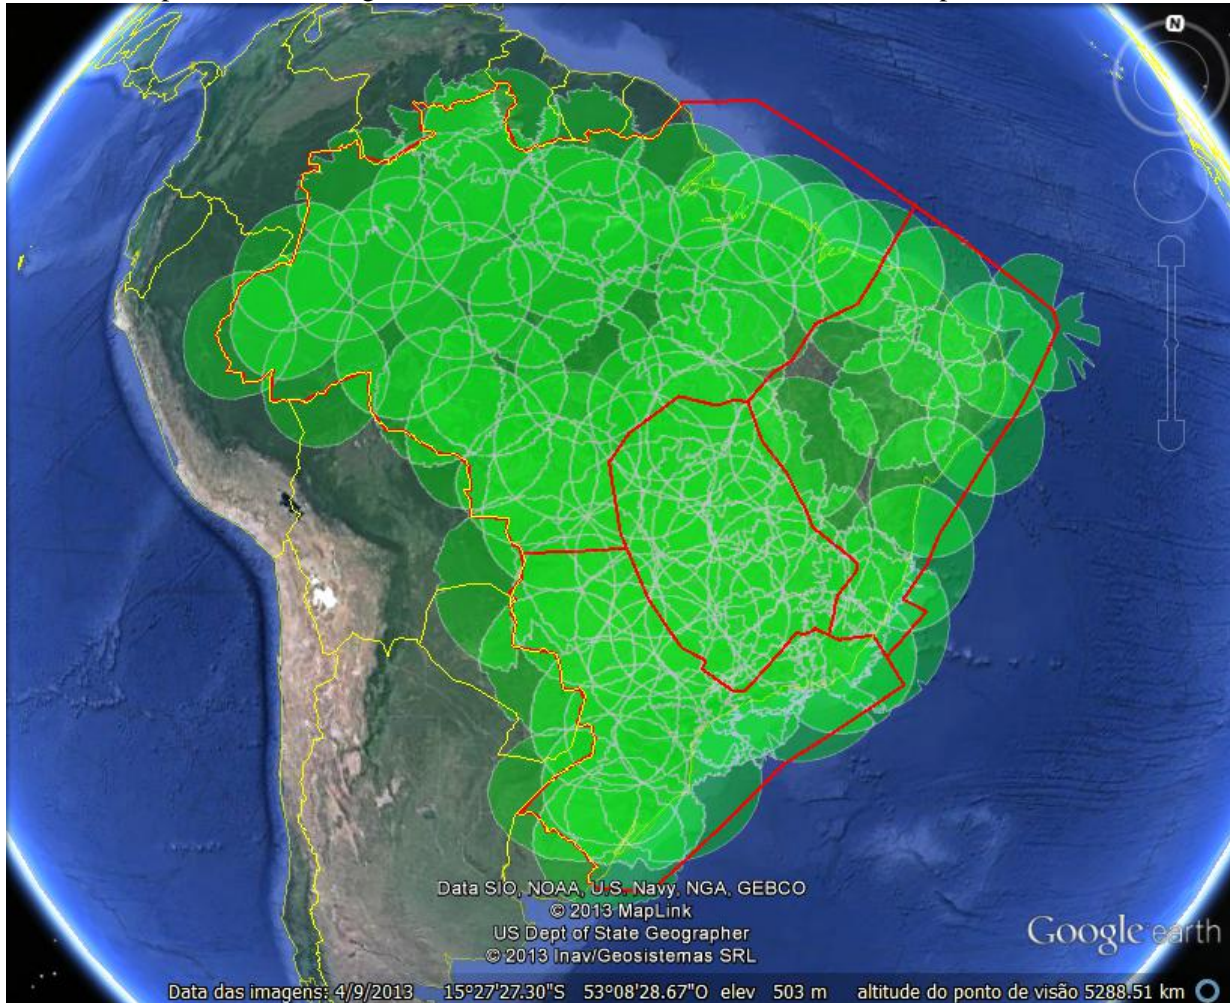 N
Data SIO, NOAA, U.S. Navy, NGA, GEBCO
© 2013 MapLink
US Dept of State Geographer
© 2013 Inav/Geosistemas SRL
Google earth
Data das imagens: 4/9/2013 15°27'27.30"S 53°08'28.67"O elev 503 m altitude do ponto de visão 5288.51 km